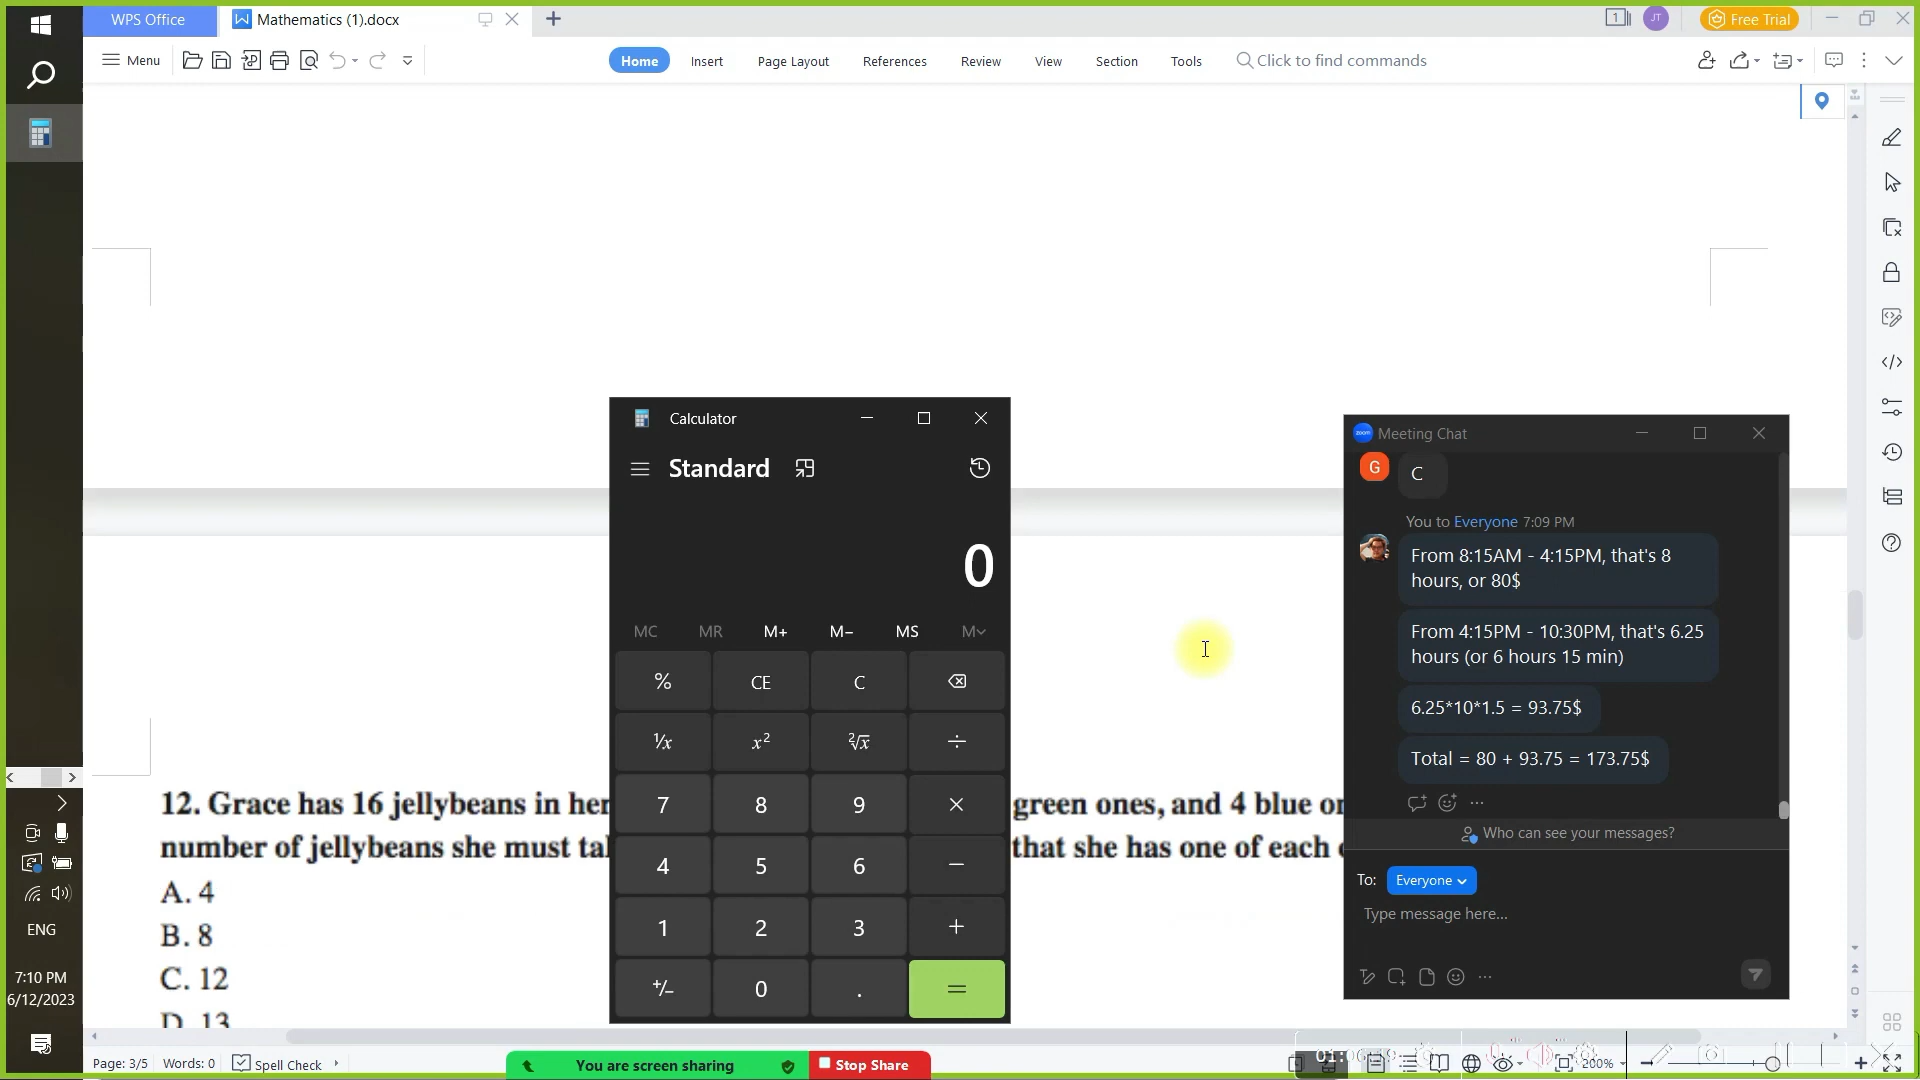 WPS Office
Mathematics (1).docx
1
JT
Free Trial
Menu
Home
Insert
Page Layout
References
Review
View
Section
Tools
Click to find commands
Calculator
Standard
0
MC MR M+ M− MS M
% CE C
¹/x x² ²√x ÷
7 8 9 ×
4 5 6 −
1 2 3 +
+/− 0 . =
zoom Meeting Chat
G
C
You to Everyone 7:09 PM
From 8:15AM - 4:15PM, that's 8
hours, or 80$
From 4:15PM - 10:30PM, that's 6.25
hours (or 6 hours 15 min)
6.25*10*1.5 = 93.75$
Total = 80 + 93.75 = 173.75$
Who can see your messages?
To: Everyone
Type message here...
12. Grace has 16 jellybeans in her green ones, and 4 blue
number of jellybeans she must that she has one of each
A. 4
B. 8
C. 12
D. 13
ENG
7:10 PM
6/12/2023
Page: 3/5
Words: 0
Spell Check
You are screen sharing
Stop Share
200%